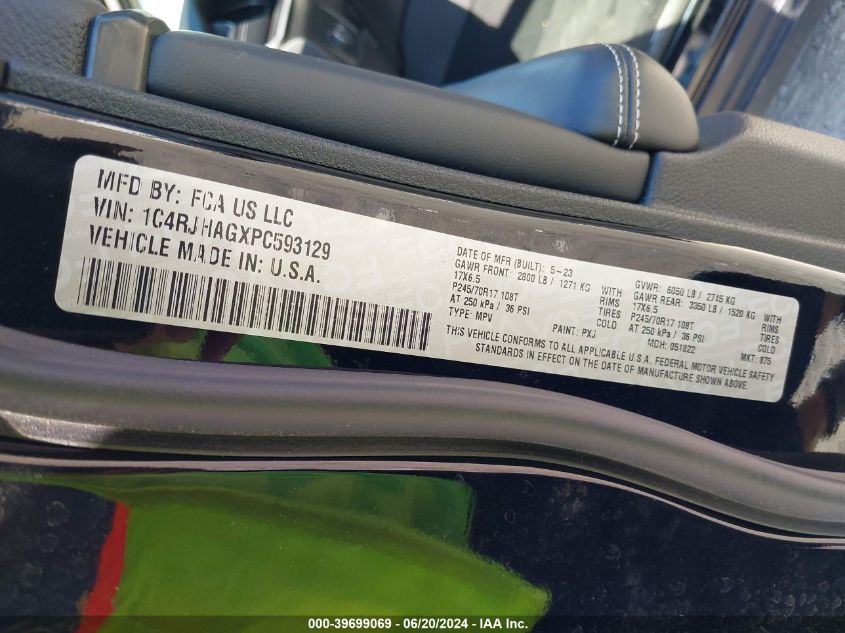 MFD BY: FCA US LLC
VIN: 1C4RJHAGXPC593129
VEHICLE MADE IN: U.S.A.
DATE OF MFR (BUILT): 5-23 GVWR: 6050 LB / 2745 KG
GAWR FRONT: 2800 LB / 1271 KG WITH GAWR REAR: 3350 LB / 1520 KG WITH
17X6.5 RIMS 17X6.5 RIMS
P245/70R17 108T TIRES P245/70R17 108T TIRES
AT 250 kPa / 36 PSI COLD AT 250 kPa / 36 PSI COLD
TYPE: MPV PAINT: PXJ MDH: 051822 MKT: 875
THIS VEHICLE CONFORMS TO ALL APPLICABLE U.S.A. FEDERAL MOTOR VEHICLE SAFETY
STANDARDS IN EFFECT ON THE DATE OF MANUFACTURE SHOWN ABOVE.
000-39699069 - 06/20/2024 - IAA Inc.